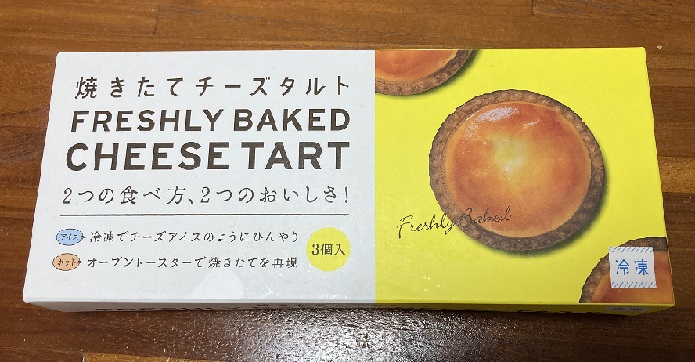 焼きたてチーズタルト
FRESHLY BAKED
CHEESE TART
2つの食べ方、2つのおいしさ!
アイス 冷凍でチーズアイスのようにひんやり
ホット オーブントースターで焼きたてを再現
3個入
Freshly Baked
冷凍